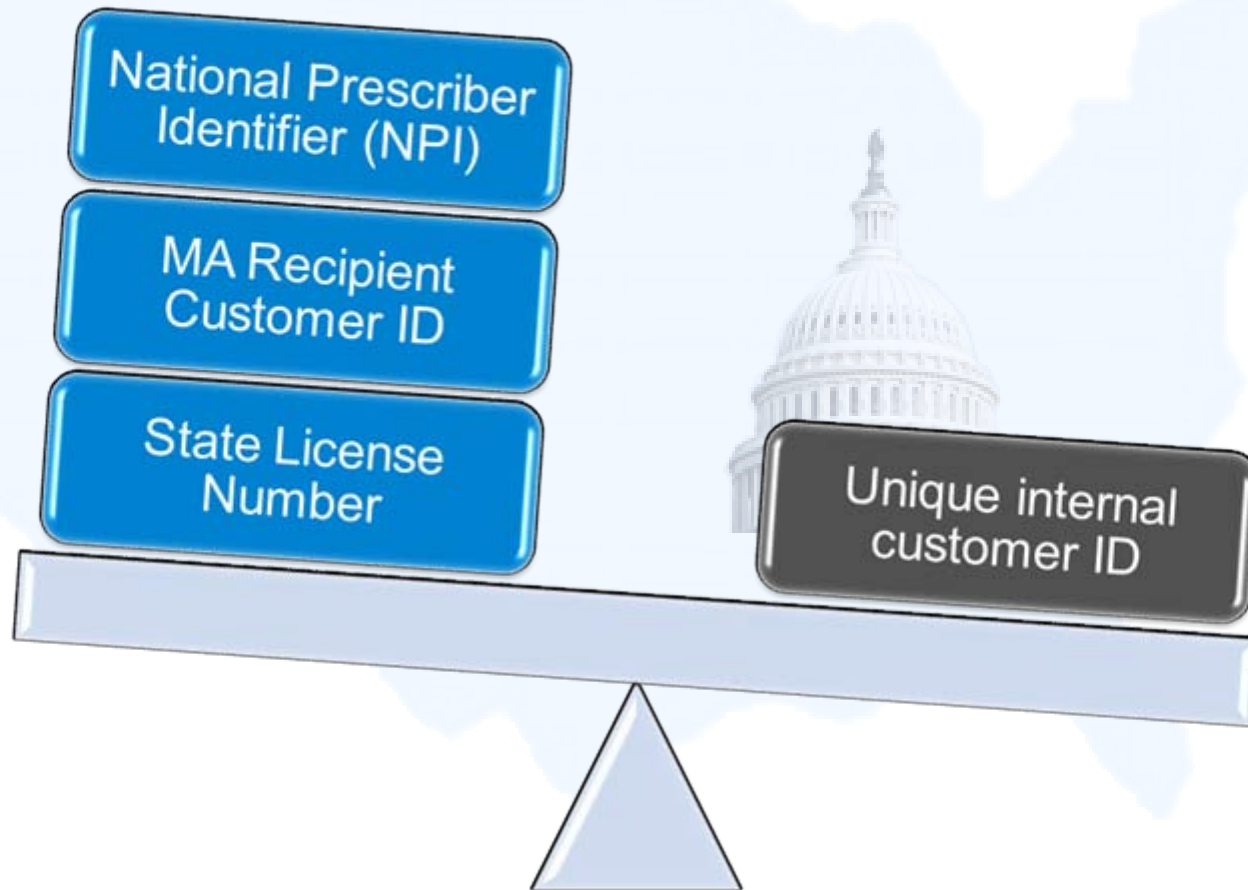 National Prescriber
Identifier (NPI)
MA Recipient
Customer ID
State License
Number
Unique internal
customer ID